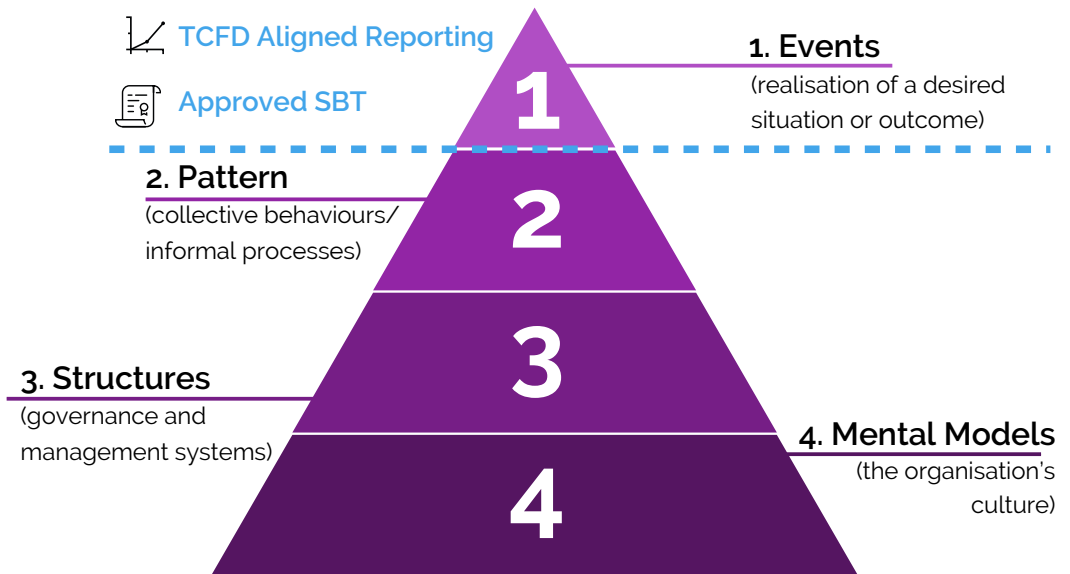 TCFD Aligned Reporting
Approved SBT
1. Events
(realisation of a desired
situation or outcome)
1
2. Pattern
(collective behaviours/
informal processes)
2
3
3. Structures
(governance and
management systems)
4. Mental Models
(the organisation's
culture)
4